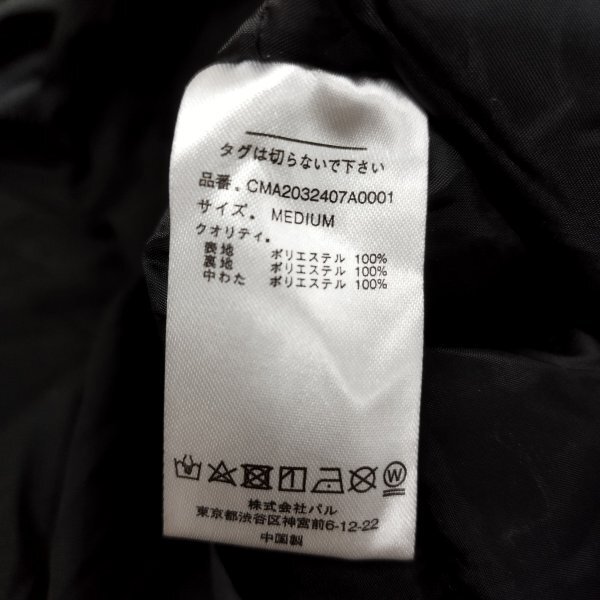 タグは切らないで下さい
品番. CMA2032407A0001
サイズ. MEDIUM
クオリティ.
表地 ポリエステル 100%
裏地 ポリエステル 100%
中わた ポリエステル 100%
W
株式会社パル
東京都渋谷区神宮前6-12-22
中国製